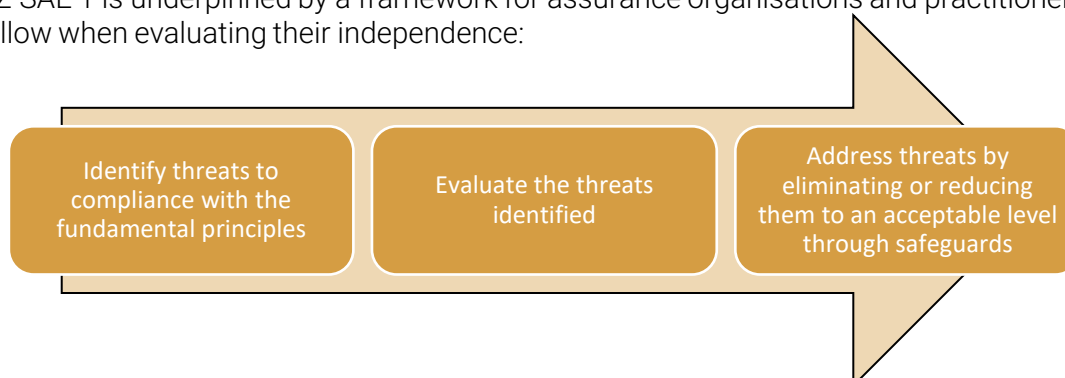 SAE 1 is underpinned by a framework for assurance organisations and practitioner
llow when evaluating their independence:
Identify threats to
compliance with the
fundamental principles
Evaluate the threats
identified
Address threats by
eliminating or reducing
them to an acceptable level
through safeguards